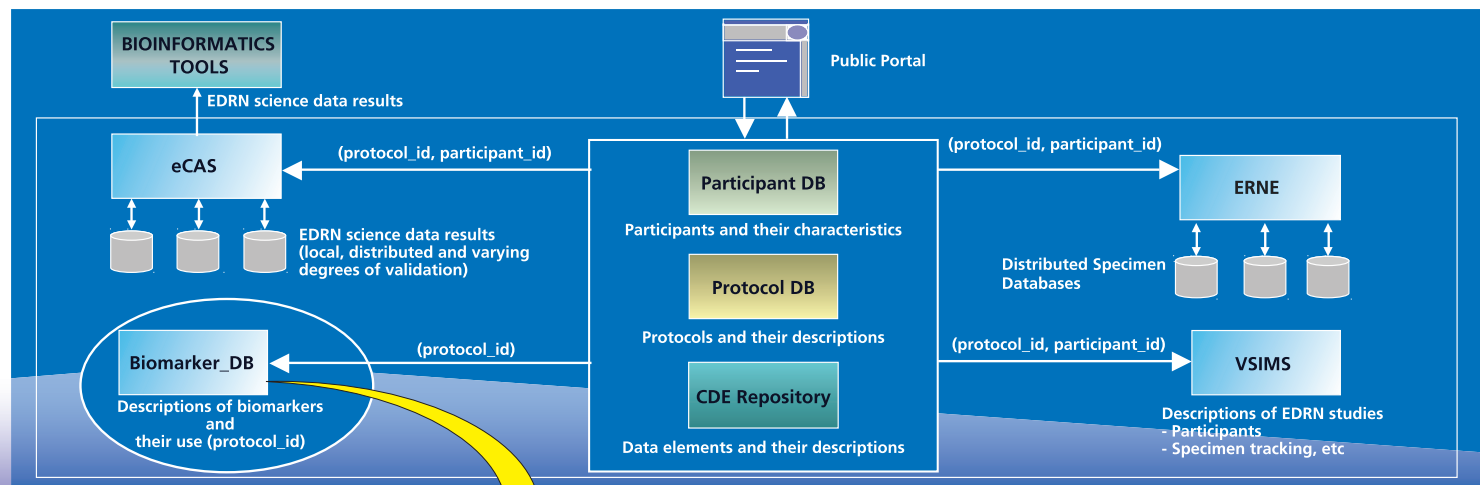 BIOINFORMATICS
TOOLS
EDRN science data results
Public Portal
eCAS
(protocol_id, participant_id)
EDRN science data results
(local, distributed and varying
degrees of validation)
Participant DB
Participants and their characteristics
Protocol DB
Protocols and their descriptions
CDE Repository
Data elements and their descriptions
(protocol_id, participant_id)
ERNE
Distributed Specimen
Databases
(protocol_id)
Biomarker_DB
Descriptions of biomarkers
and
their use (protocol_id)
(protocol_id, participant_id)
VSIMS
Descriptions of EDRN studies
- Participants
- Specimen tracking, etc